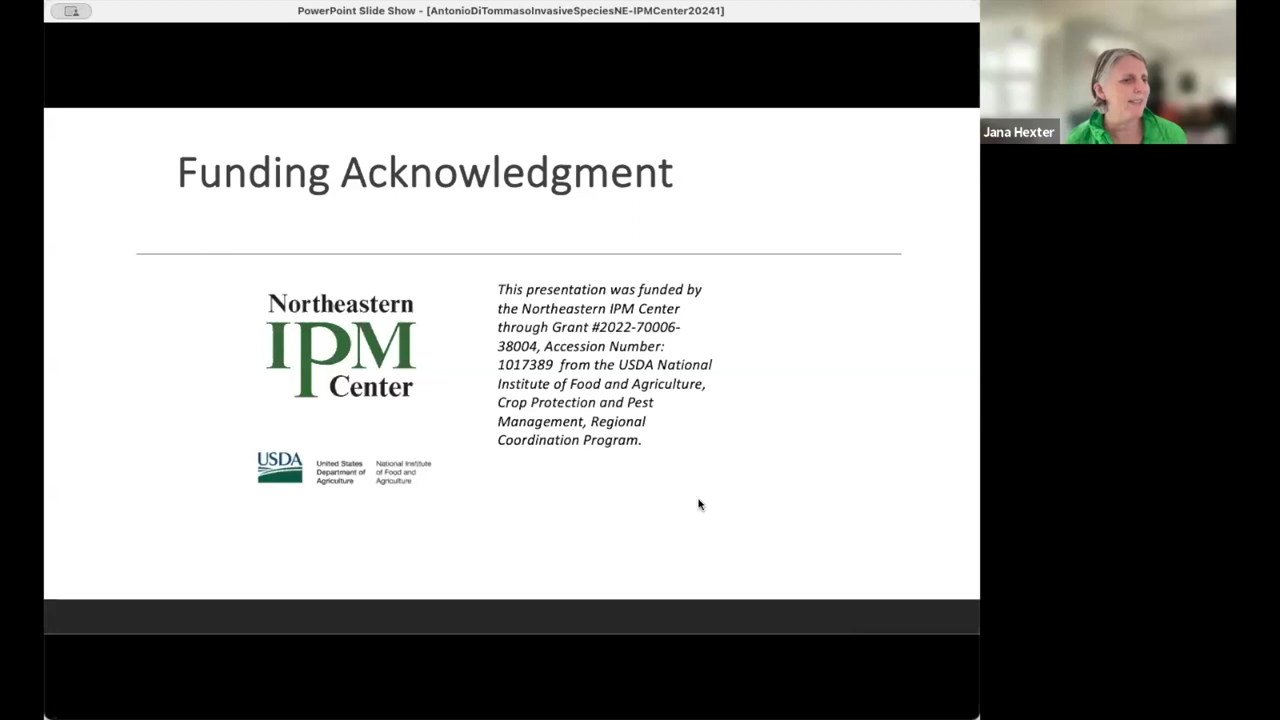 PowerPoint Slide Show - [AntonioDiTommasoInvasiveSpeciesNE-IPMCenter20241]
Jana Hexter
Funding Acknowledgment
Northeastern
IPM
Center
USDA
United States
Department of
Agriculture
National Institute
of Food and
Agriculture
This presentation was funded by
the Northeastern IPM Center
through Grant #2022-70006-
38004, Accession Number:
1017389 from the USDA National
Institute of Food and Agriculture,
Crop Protection and Pest
Management, Regional
Coordination Program.